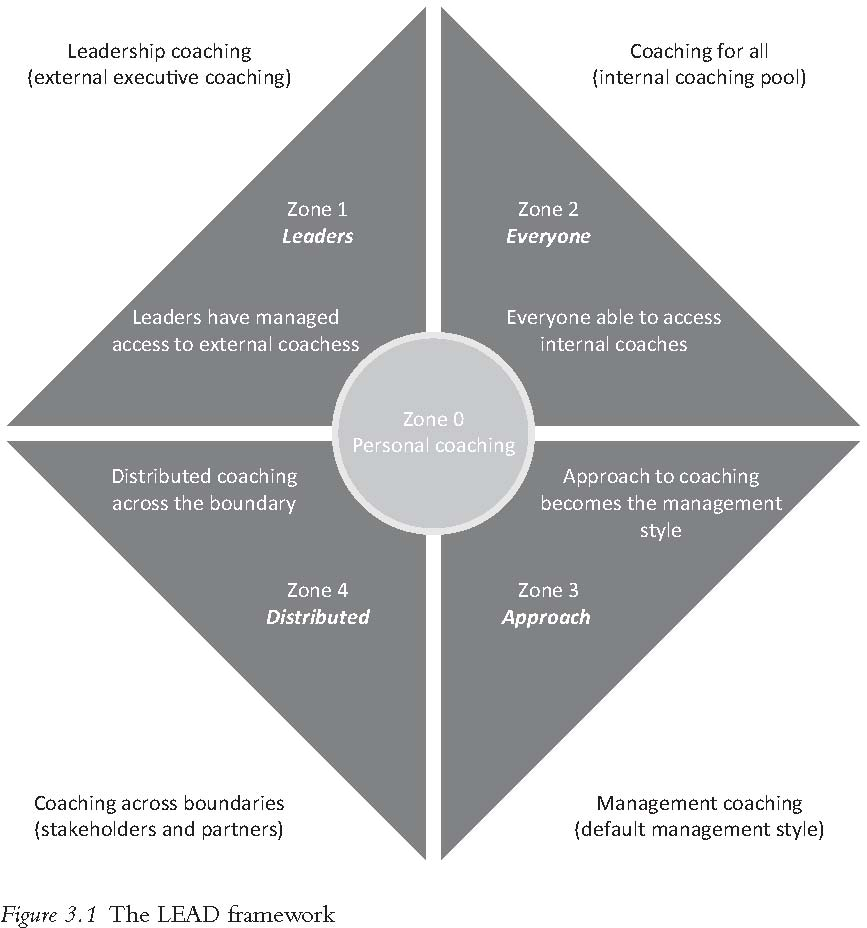 Leadership coaching
(external executive coaching)
Coaching for all
(internal coaching pool)
Zone 1
Leaders
Zone 2
Everyone
Leaders have managed
access to external coachess
Everyone able to access
internal coaches
Zone 0
Personal coaching
Distributed coaching
across the boundary
Approach to coaching
becomes the management
style
Zone 4
Distributed
Zone 3
Approach
Coaching across boundaries
(stakeholders and partners)
Management coaching
(default management style)
Figure 3.1 The LEAD framework